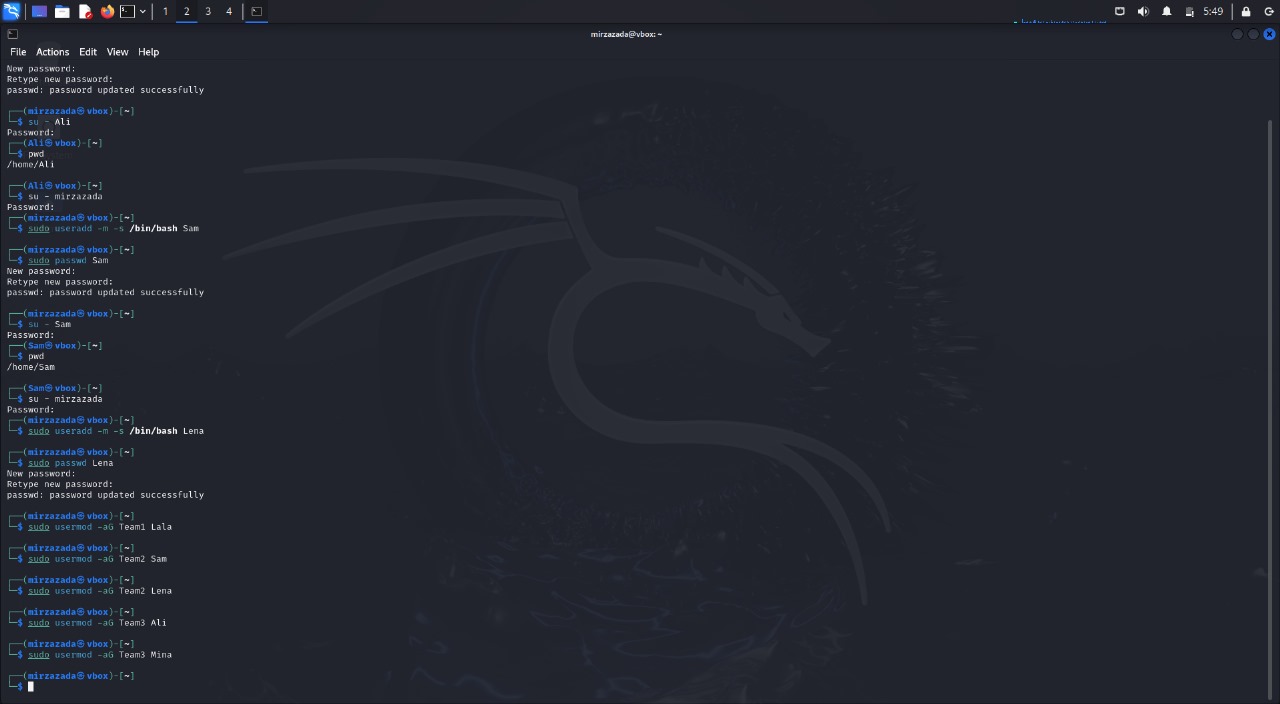 1 2 3 4 5:49
mirzazada@vbox: ~
File Actions Edit View Help
New password:
Retype new password:
passwd: password updated successfully
┌──(mirzazada㉿vbox)-[~]
└─$ su - Ali
Password:
┌──(Ali㉿vbox)-[~]
└─$ pwd
/home/Ali
┌──(Ali㉿vbox)-[~]
└─$ su - mirzazada
Password:
┌──(mirzazada㉿vbox)-[~]
└─$ sudo useradd -m -s /bin/bash Sam
┌──(mirzazada㉿vbox)-[~]
└─$ sudo passwd Sam
New password:
Retype new password:
passwd: password updated successfully
┌──(mirzazada㉿vbox)-[~]
└─$ su - Sam
Password:
┌──(Sam㉿vbox)-[~]
└─$ pwd
/home/Sam
┌──(Sam㉿vbox)-[~]
└─$ su - mirzazada
Password:
┌──(mirzazada㉿vbox)-[~]
└─$ sudo useradd -m -s /bin/bash Lena
┌──(mirzazada㉿vbox)-[~]
└─$ sudo passwd Lena
New password:
Retype new password:
passwd: password updated successfully
┌──(mirzazada㉿vbox)-[~]
└─$ sudo usermod -aG Team1 Lala
┌──(mirzazada㉿vbox)-[~]
└─$ sudo usermod -aG Team2 Sam
┌──(mirzazada㉿vbox)-[~]
└─$ sudo usermod -aG Team2 Lena
┌──(mirzazada㉿vbox)-[~]
└─$ sudo usermod -aG Team3 Ali
┌──(mirzazada㉿vbox)-[~]
└─$ sudo usermod -aG Team3 Mina
┌──(mirzazada㉿vbox)-[~]
└─$